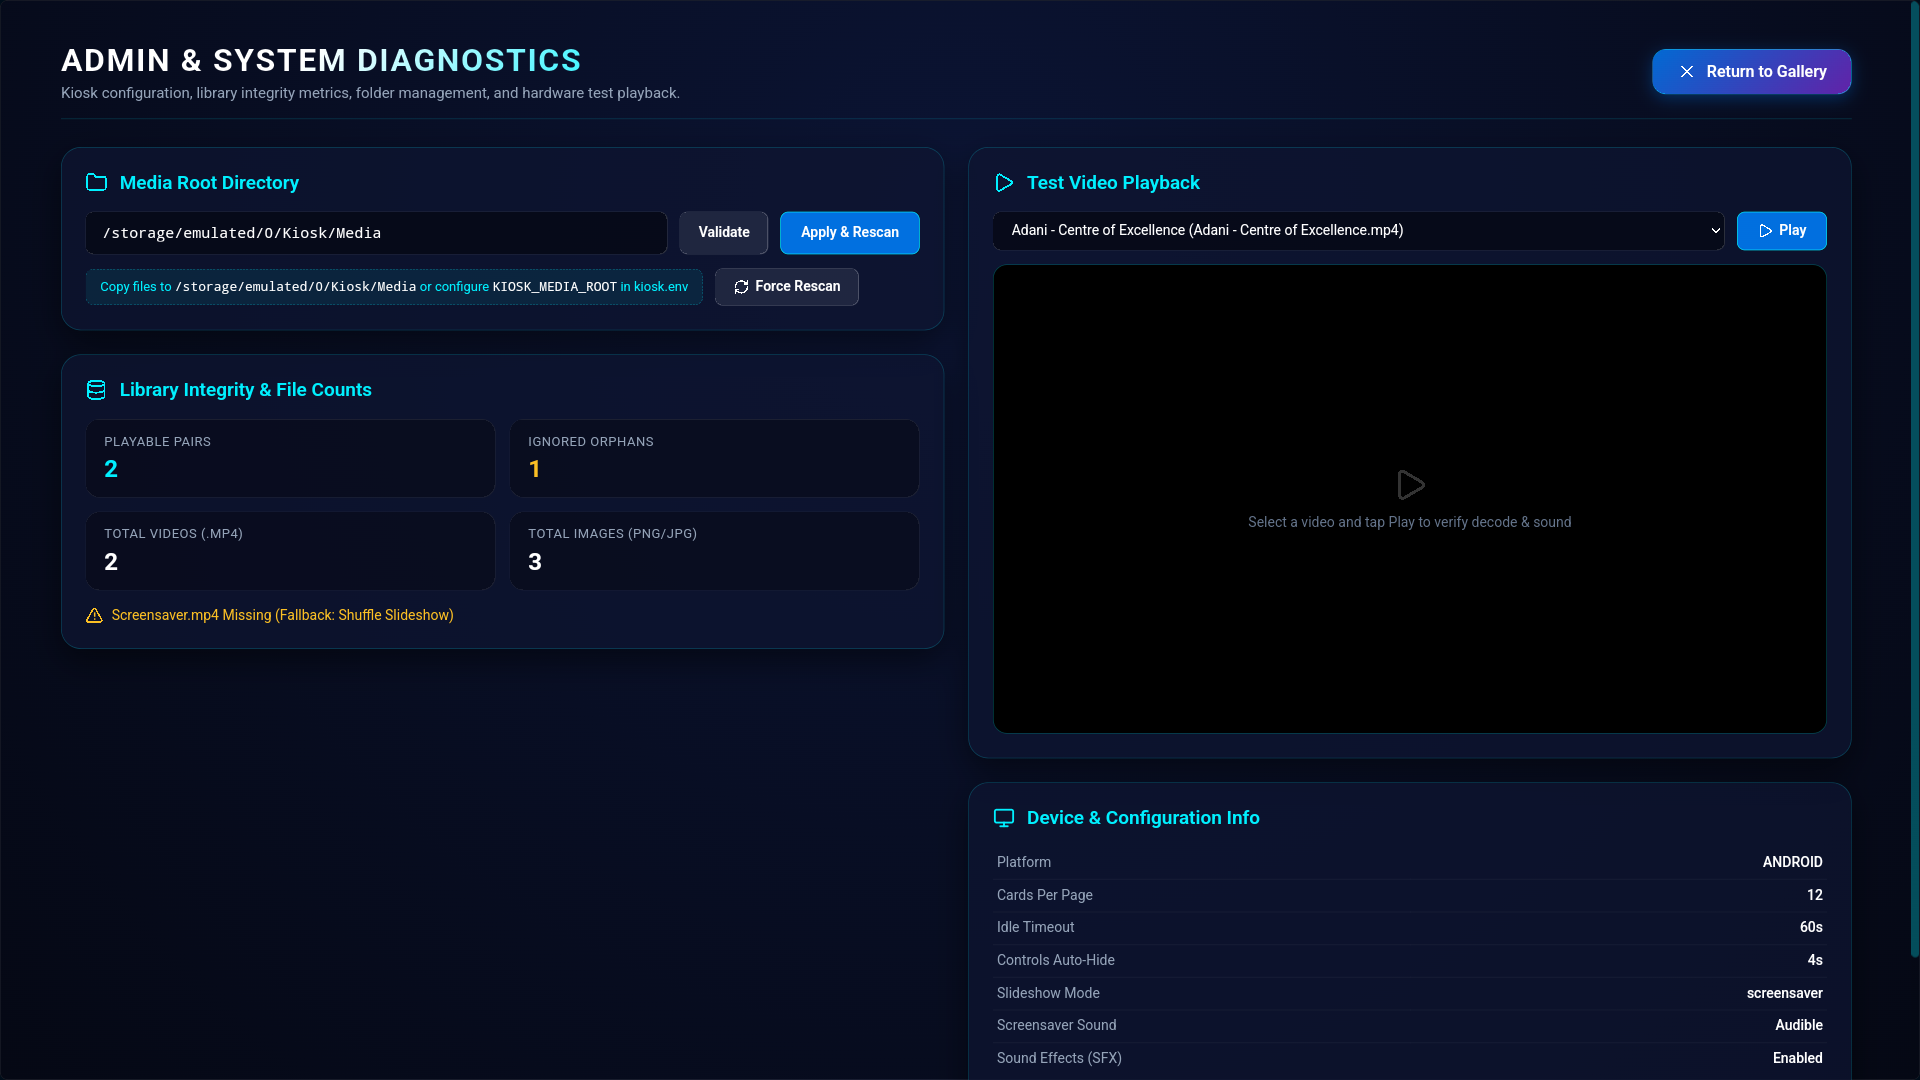 ADMIN & SYSTEM DIAGNOSTICS
Kiosk configuration, library integrity metrics, folder management, and hardware test playback.
Return to Gallery
Media Root Directory
/storage/emulated/0/Kiosk/Media
Validate
Apply & Rescan
Copy files to /storage/emulated/0/Kiosk/Media or configure KIOSK_MEDIA_ROOT in kiosk.env
Force Rescan
Library Integrity & File Counts
PLAYABLE PAIRS
2
IGNORED ORPHANS
1
TOTAL VIDEOS (.MP4)
2
TOTAL IMAGES (PNG/JPG)
3
Screensaver.mp4 Missing (Fallback: Shuffle Slideshow)
Test Video Playback
Adani - Centre of Excellence (Adani - Centre of Excellence.mp4)
Play
Select a video and tap Play to verify decode & sound
Device & Configuration Info
Platform ANDROID
Cards Per Page 12
Idle Timeout 60s
Controls Auto-Hide 4s
Slideshow Mode screensaver
Screensaver Sound Audible
Sound Effects (SFX) Enabled